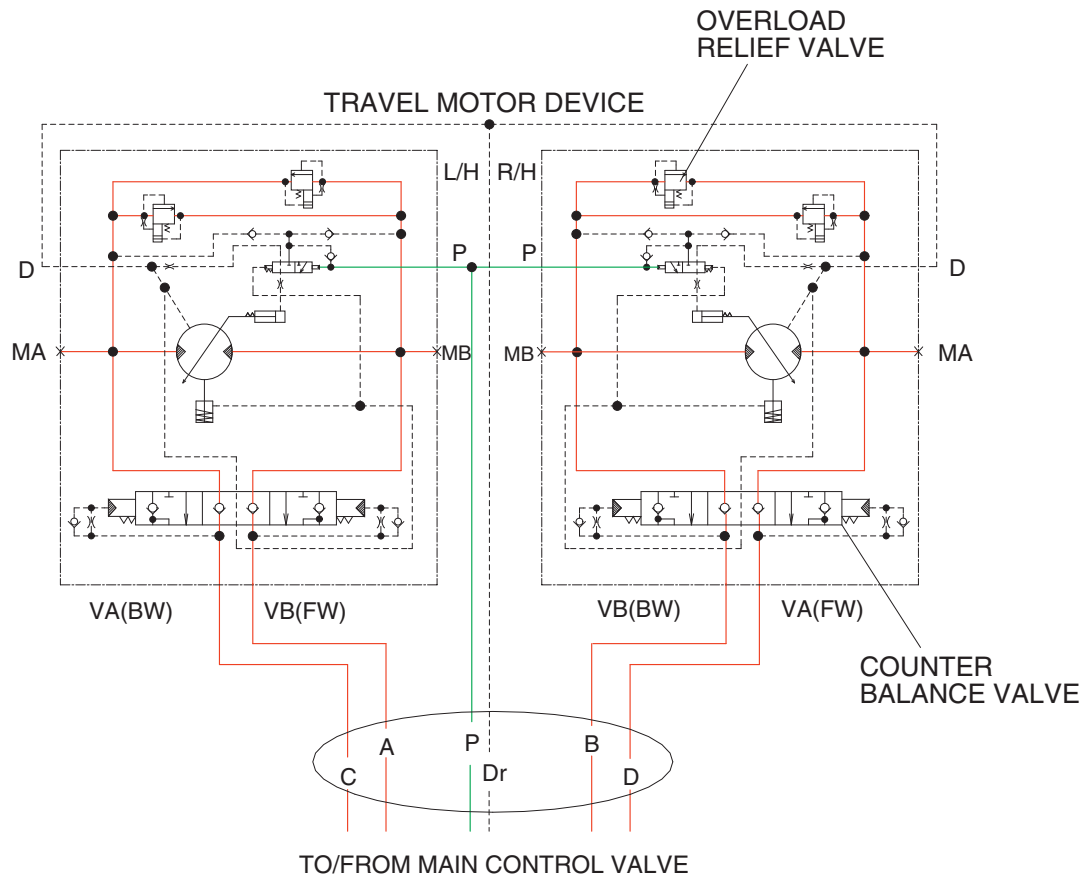 OVERLOAD
RELIEF VALVE
TRAVEL MOTOR DEVICE
L/H R/H
D P P D
MA MB MB MA
VA(BW) VB(FW) VB(BW) VA(FW)
COUNTER
BALANCE VALVE
A P B
C Dr D
TO/FROM MAIN CONTROL VALVE